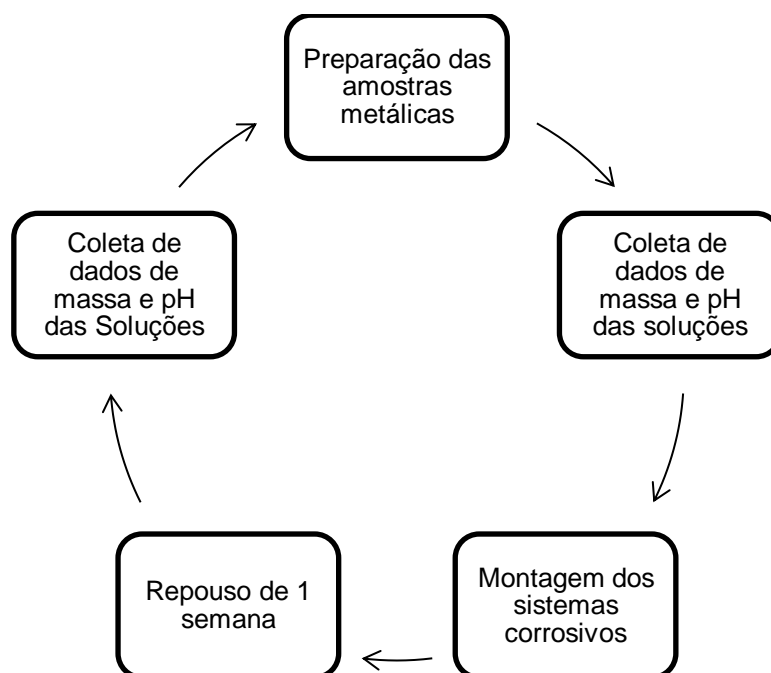 Preparação das
amostras
metálicas
Coleta de
dados de
massa e pH
das soluções
Montagem dos
sistemas
corrosivos
Repouso de 1
semana
Coleta de
dados de
massa e pH
das Soluções